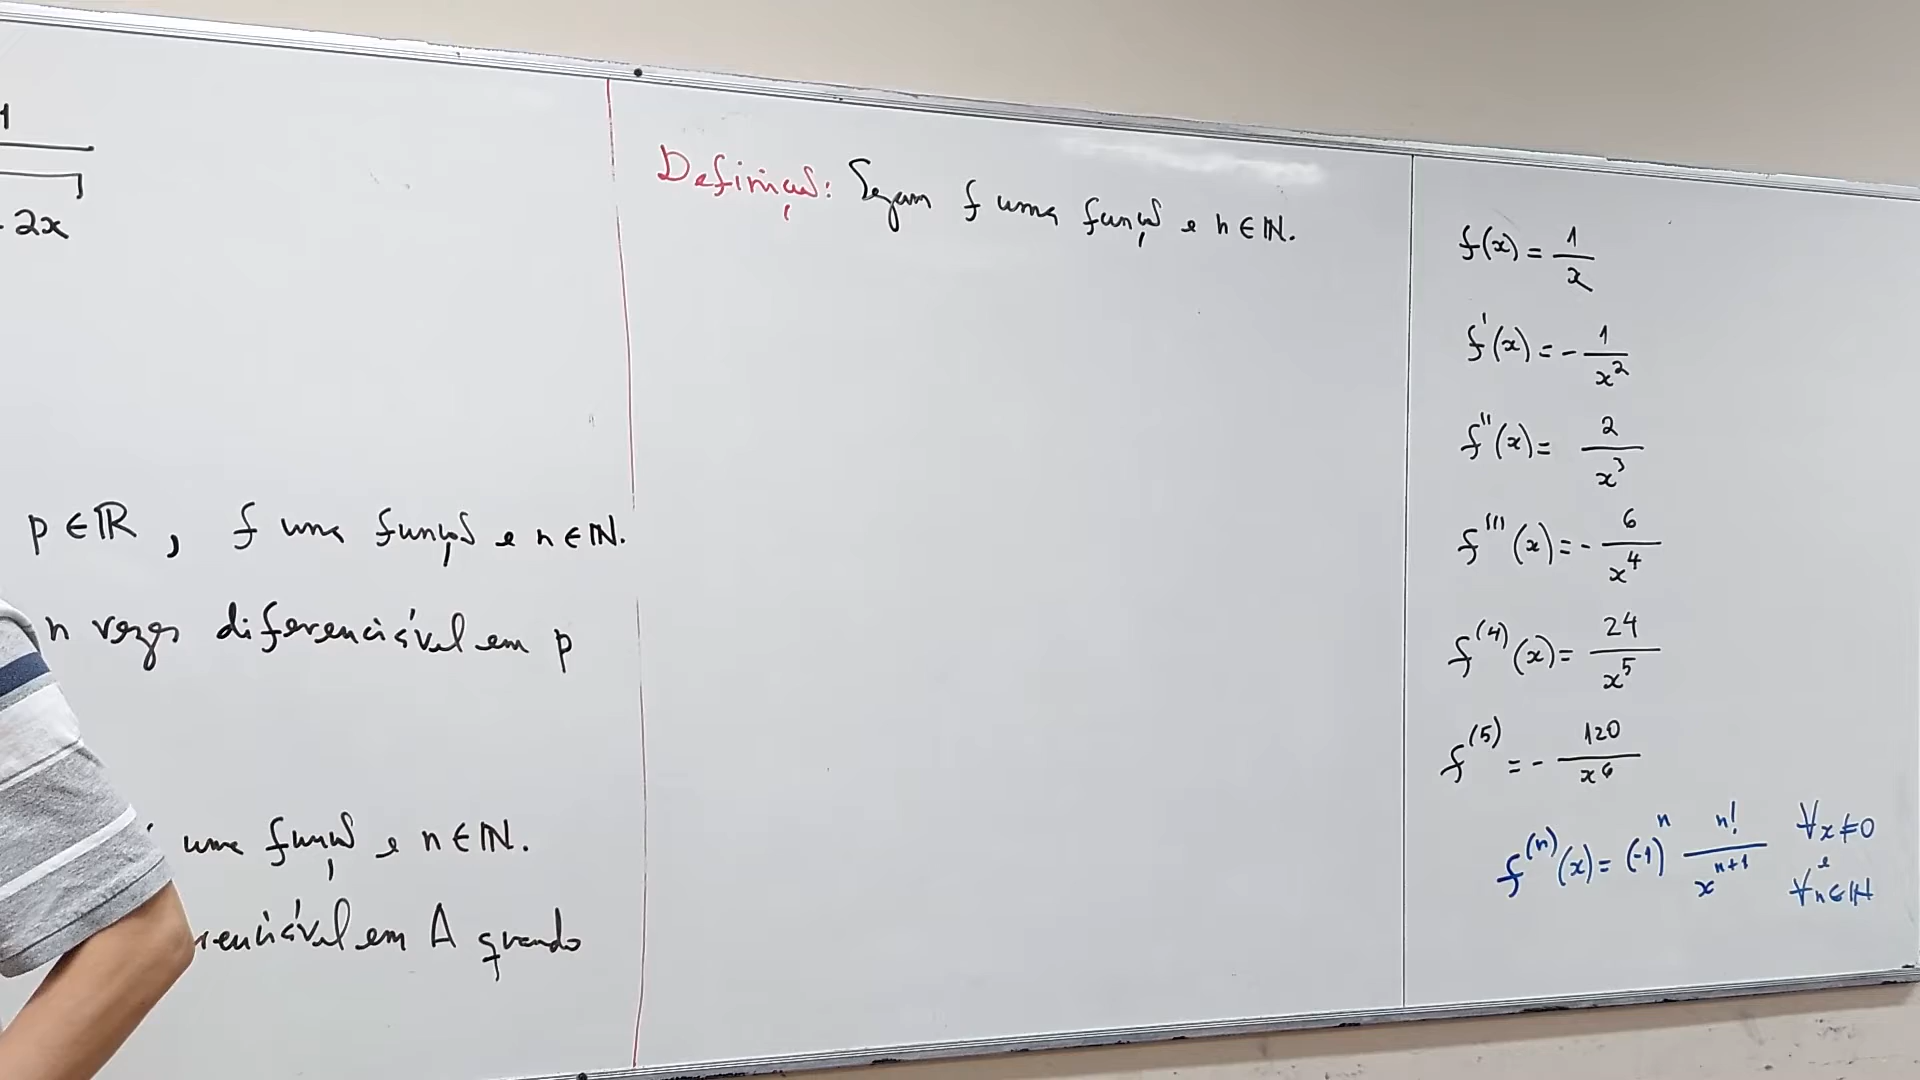 1
- 2x
p ∈ ℝ, f uma função e n ∈ ℕ.
n vezes diferenciável em p
uma função e n ∈ ℕ.
renciável em A quando
Definição: Sejam f uma função e n ∈ ℕ.
f(x) = 1/x
f'(x) = - 1/x²
f''(x) = 2/x³
f'''(x) = - 6/x⁴
f⁽⁴⁾(x) = 24/x⁵
f⁽⁵⁾ = - 120/x⁶
f⁽ⁿ⁾(x) = (-1)ⁿ n!/xⁿ⁺¹ ∀x≠0
e
∀n∈ℕ